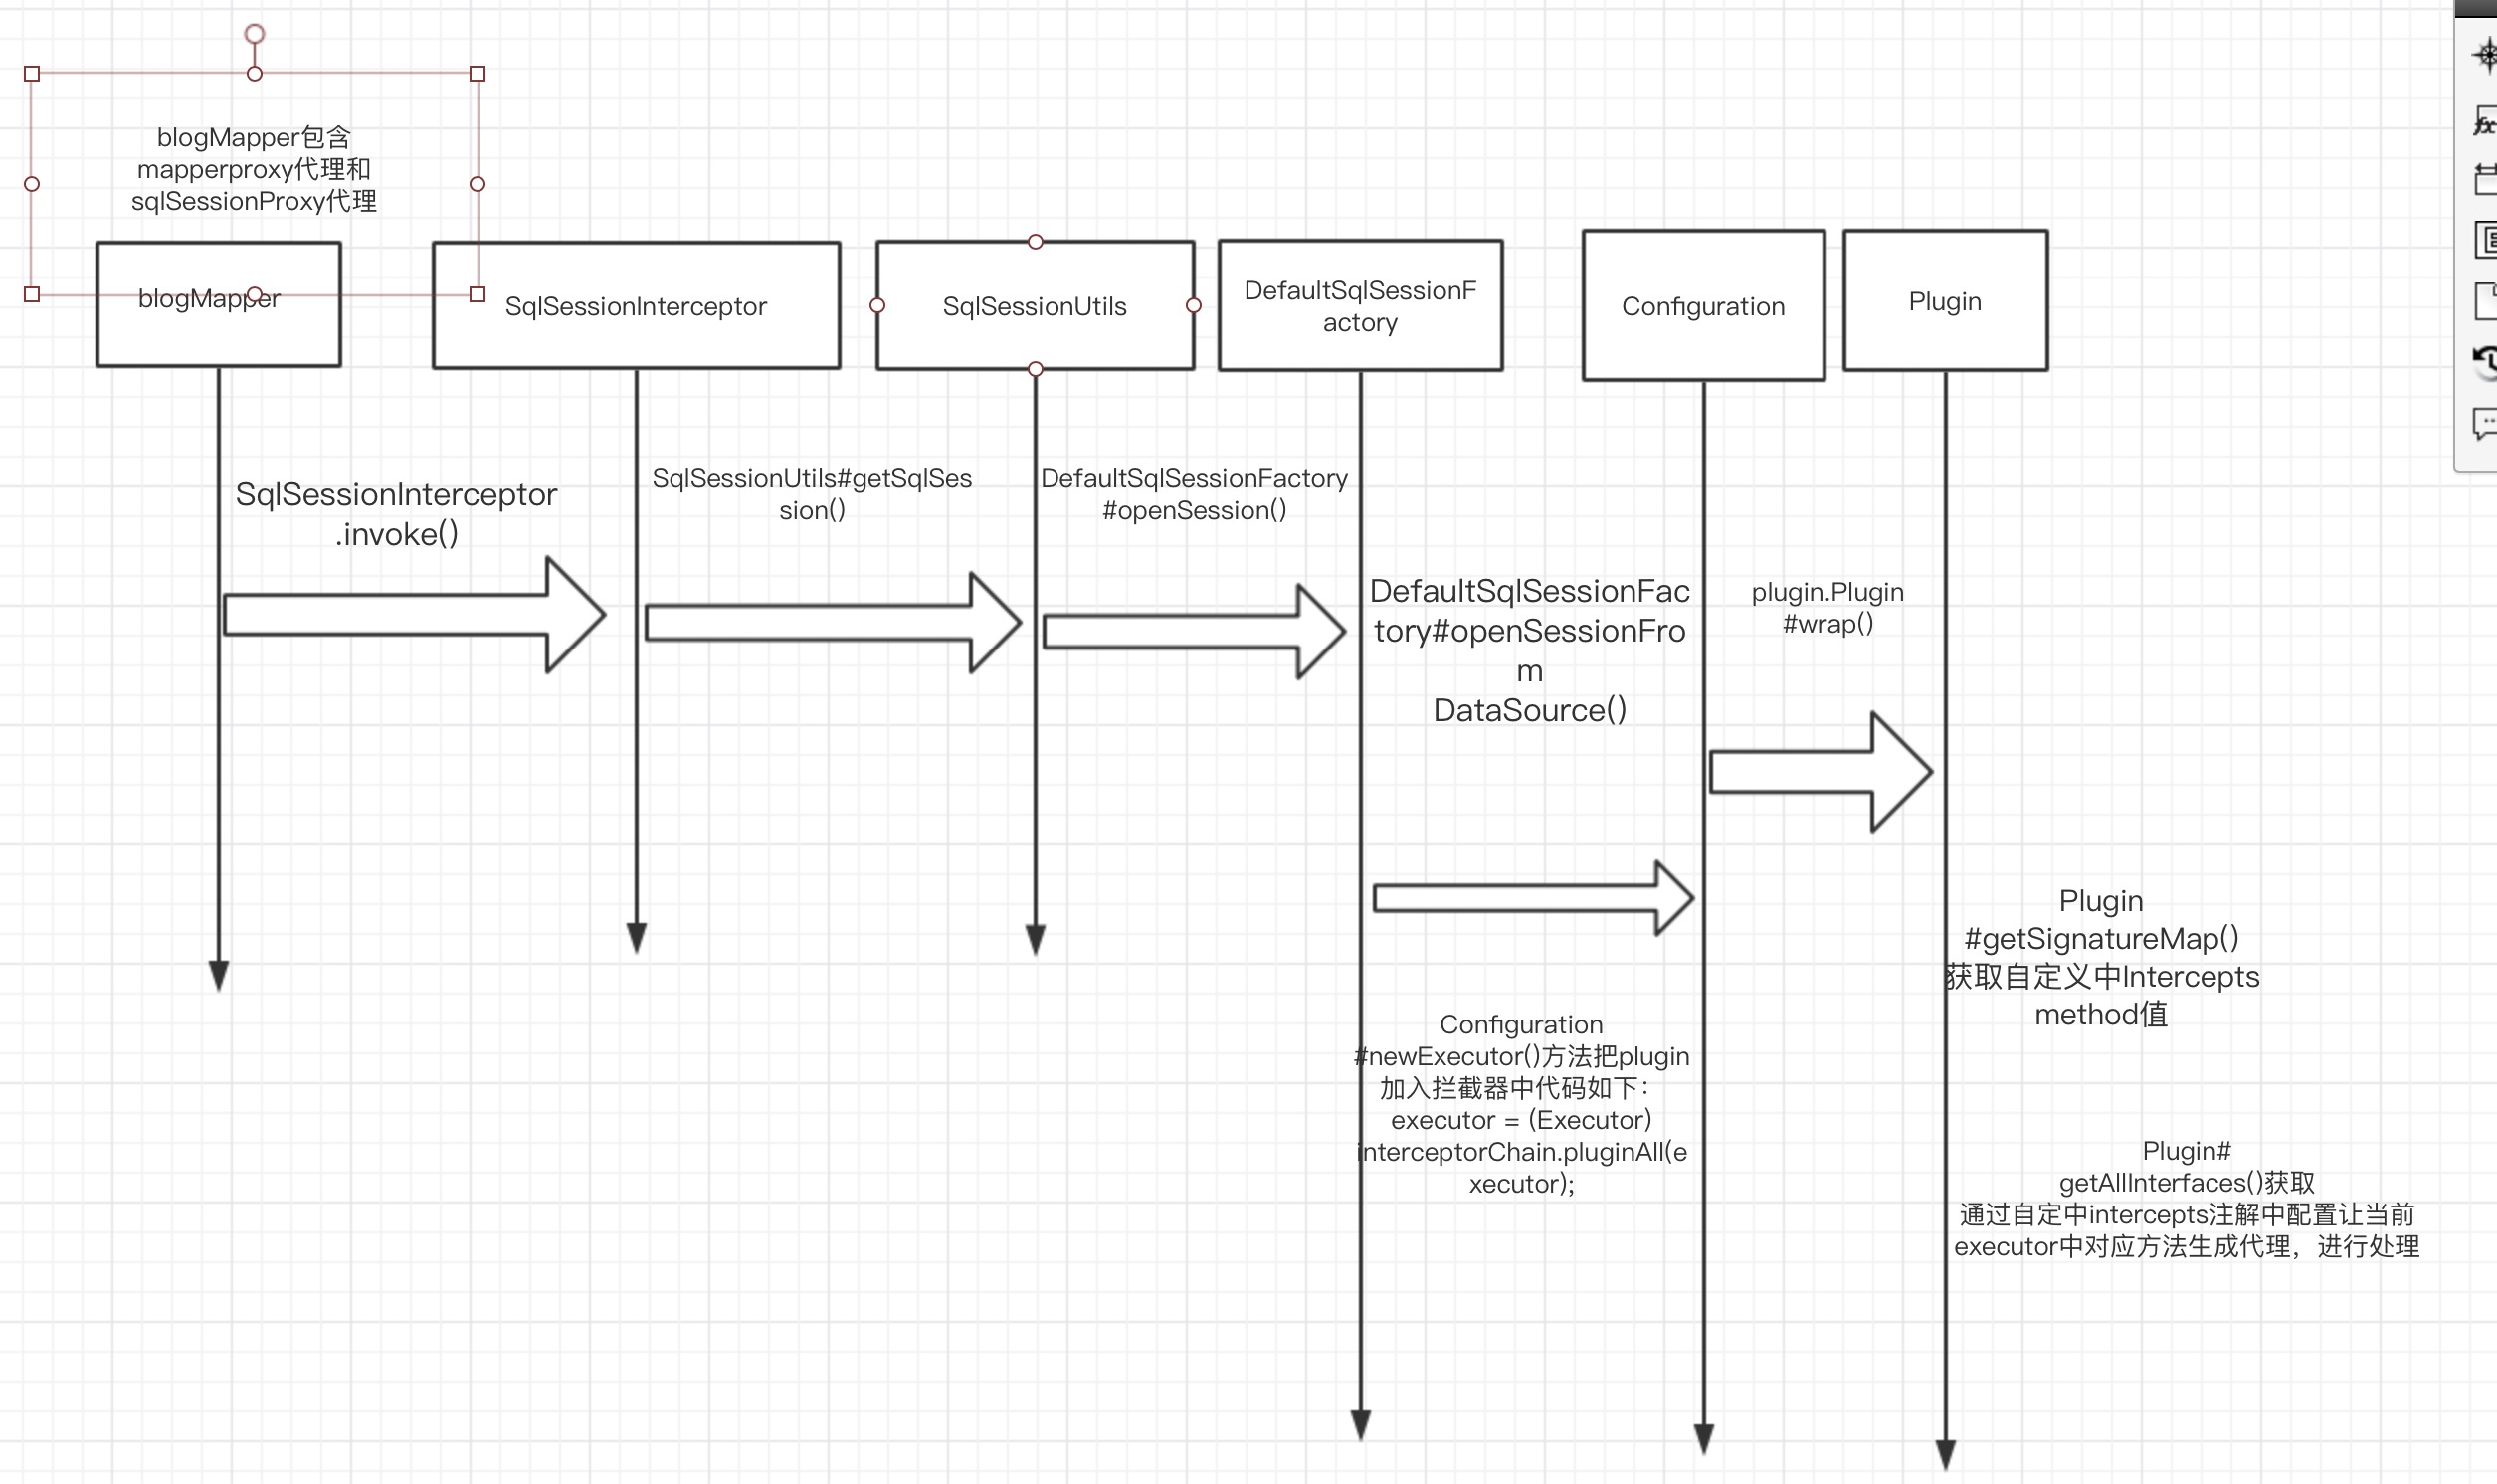 blogMapper包含
mapperproxy代理和
sqlSessionProxy代理
blogMapper
SqlSessionInterceptor
SqlSessionUtils
DefaultSqlSessionF
actory
Configuration
Plugin
SqlSessionInterceptor
.invoke()
SqlSessionUtils#getSqlSes
sion()
DefaultSqlSessionFactory
#openSession()
DefaultSqlSessionFac
tory#openSessionFro
m
DataSource()
plugin.Plugin
#wrap()
Configuration
#newExecutor()方法把plugin
加入拦截器中代码如下：
executor = (Executor)
interceptorChain.pluginAll(e
xecutor);
Plugin
#getSignatureMap()
获取自定义中Intercepts
method值
Plugin#
getAllInterfaces()获取
通过自定中intercepts注解中配置让当前
executor中对应方法生成代理，进行处理